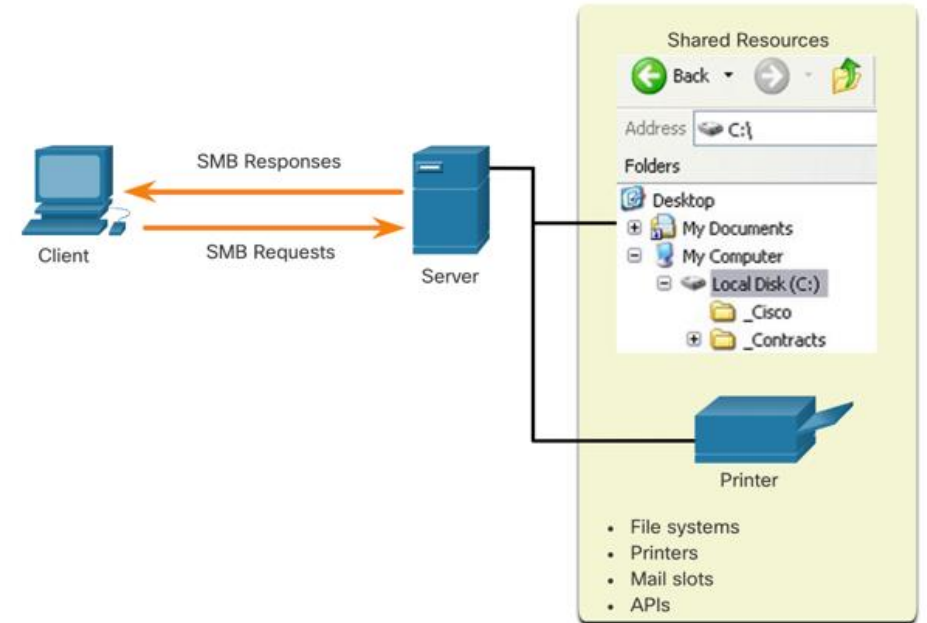 Shared Resources
Back
Address C:\
Folders
Desktop
My Documents
My Computer
Local Disk (C:)
_Cisco
_Contracts
SMB Responses
SMB Requests
Client
Server
Printer
• File systems
• Printers
• Mail slots
• APIs